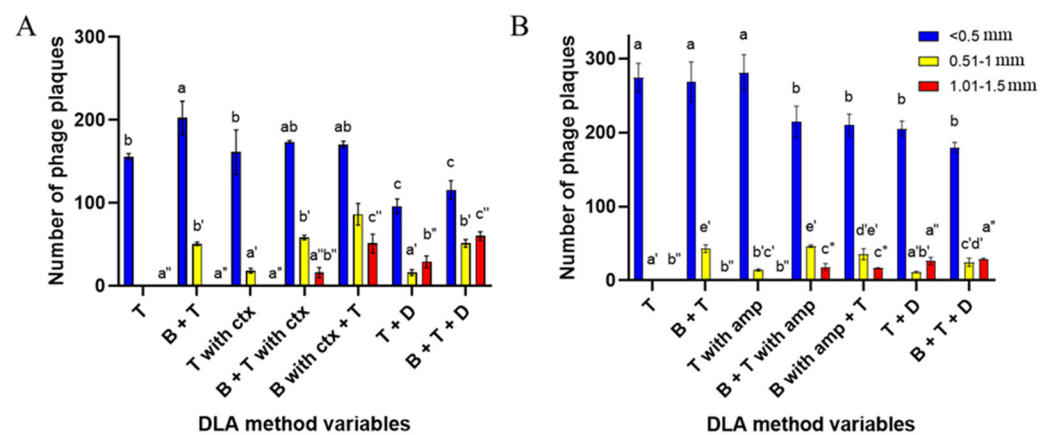 A
Number of phage plaques
300
200
100
0
b a b ab ab c c
a" b' a" a' a" b' a"b" c" a' b" b' c"
T
B + T
T with ctx
B + T with ctx
B with ctx + T
T + D
B + T + D
DLA method variables
B
Number of phage plaques
300
200
100
0
<0.5 mm
0.51-1 mm
1.01-1.5 mm
a a a b b b b
a' b" e' b" b'c' b" e' c" d'e' c" a'b' a" c'd' a"
T
B + T
T with amp
B + T with amp
B with amp + T
T + D
B + T + D
DLA method variables